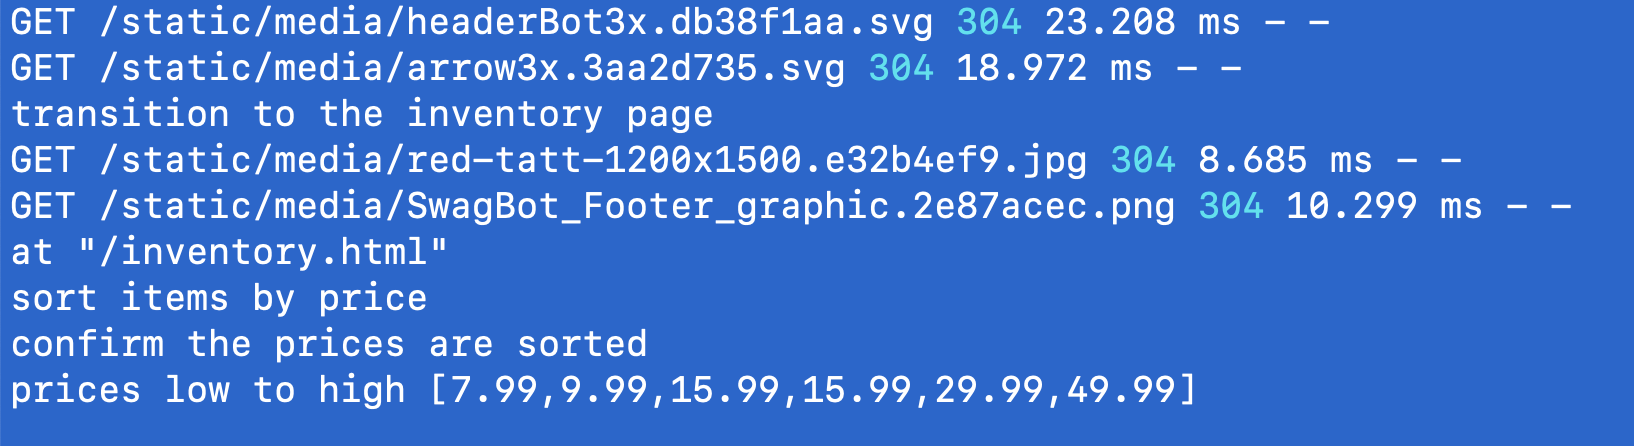 GET /static/media/headerBot3x.db38f1aa.svg 304 23.208 ms – –
GET /static/media/arrow3x.3aa2d735.svg 304 18.972 ms – –
transition to the inventory page
GET /static/media/red-tatt-1200x1500.e32b4ef9.jpg 304 8.685 ms – –
GET /static/media/SwagBot_Footer_graphic.2e87acec.png 304 10.299 ms – –
at "/inventory.html"
sort items by price
confirm the prices are sorted
prices low to high [7.99,9.99,15.99,15.99,29.99,49.99]